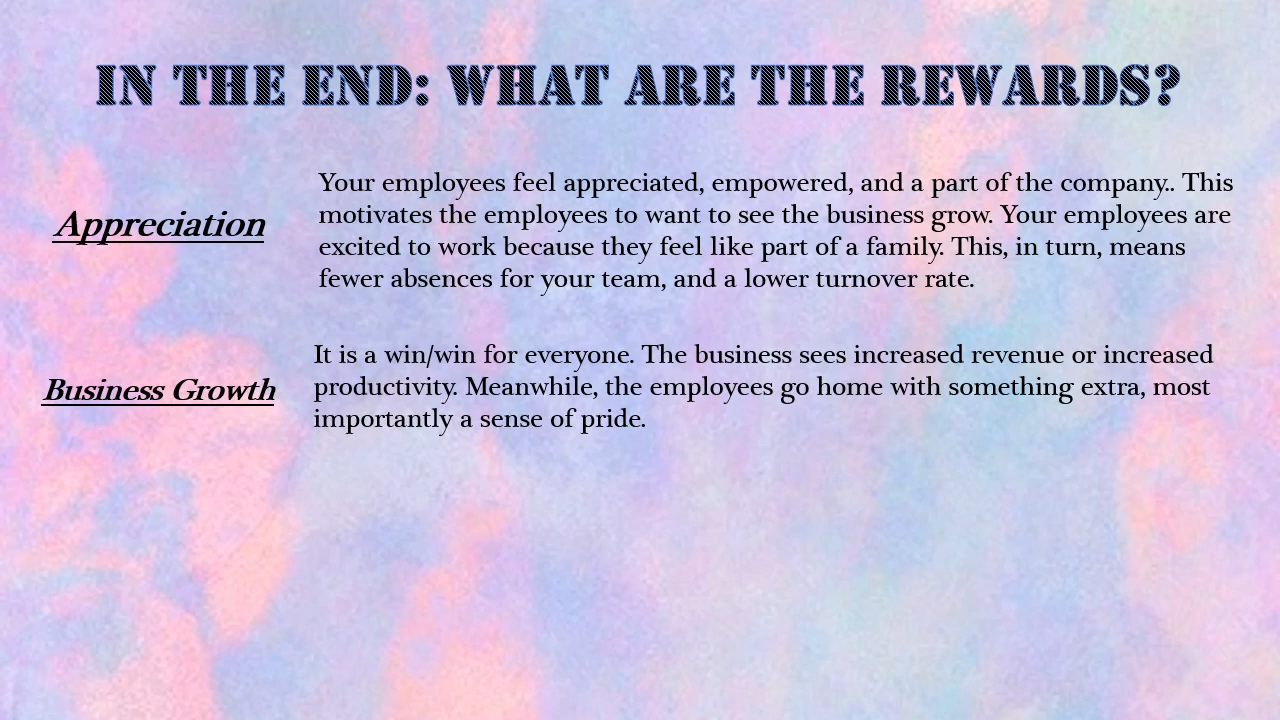 IN THE END: WHAT ARE THE REWARDS?
Appreciation
Your employees feel appreciated, empowered, and a part of the company.. This
motivates the employees to want to see the business grow. Your employees are
excited to work because they feel like part of a family. This, in turn, means
fewer absences for your team, and a lower turnover rate.
Business Growth
It is a win/win for everyone. The business sees increased revenue or increased
productivity. Meanwhile, the employees go home with something extra, most
importantly a sense of pride.